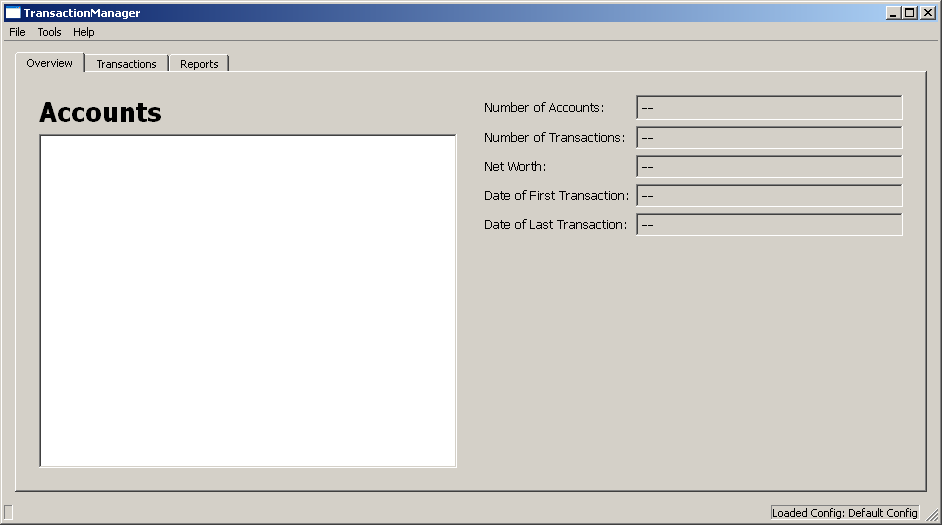 TransactionManager
File Tools Help
Overview Transactions Reports
Accounts
Number of Accounts: --
Number of Transactions: --
Net Worth: --
Date of First Transaction: --
Date of Last Transaction: --
Loaded Config: Default Config